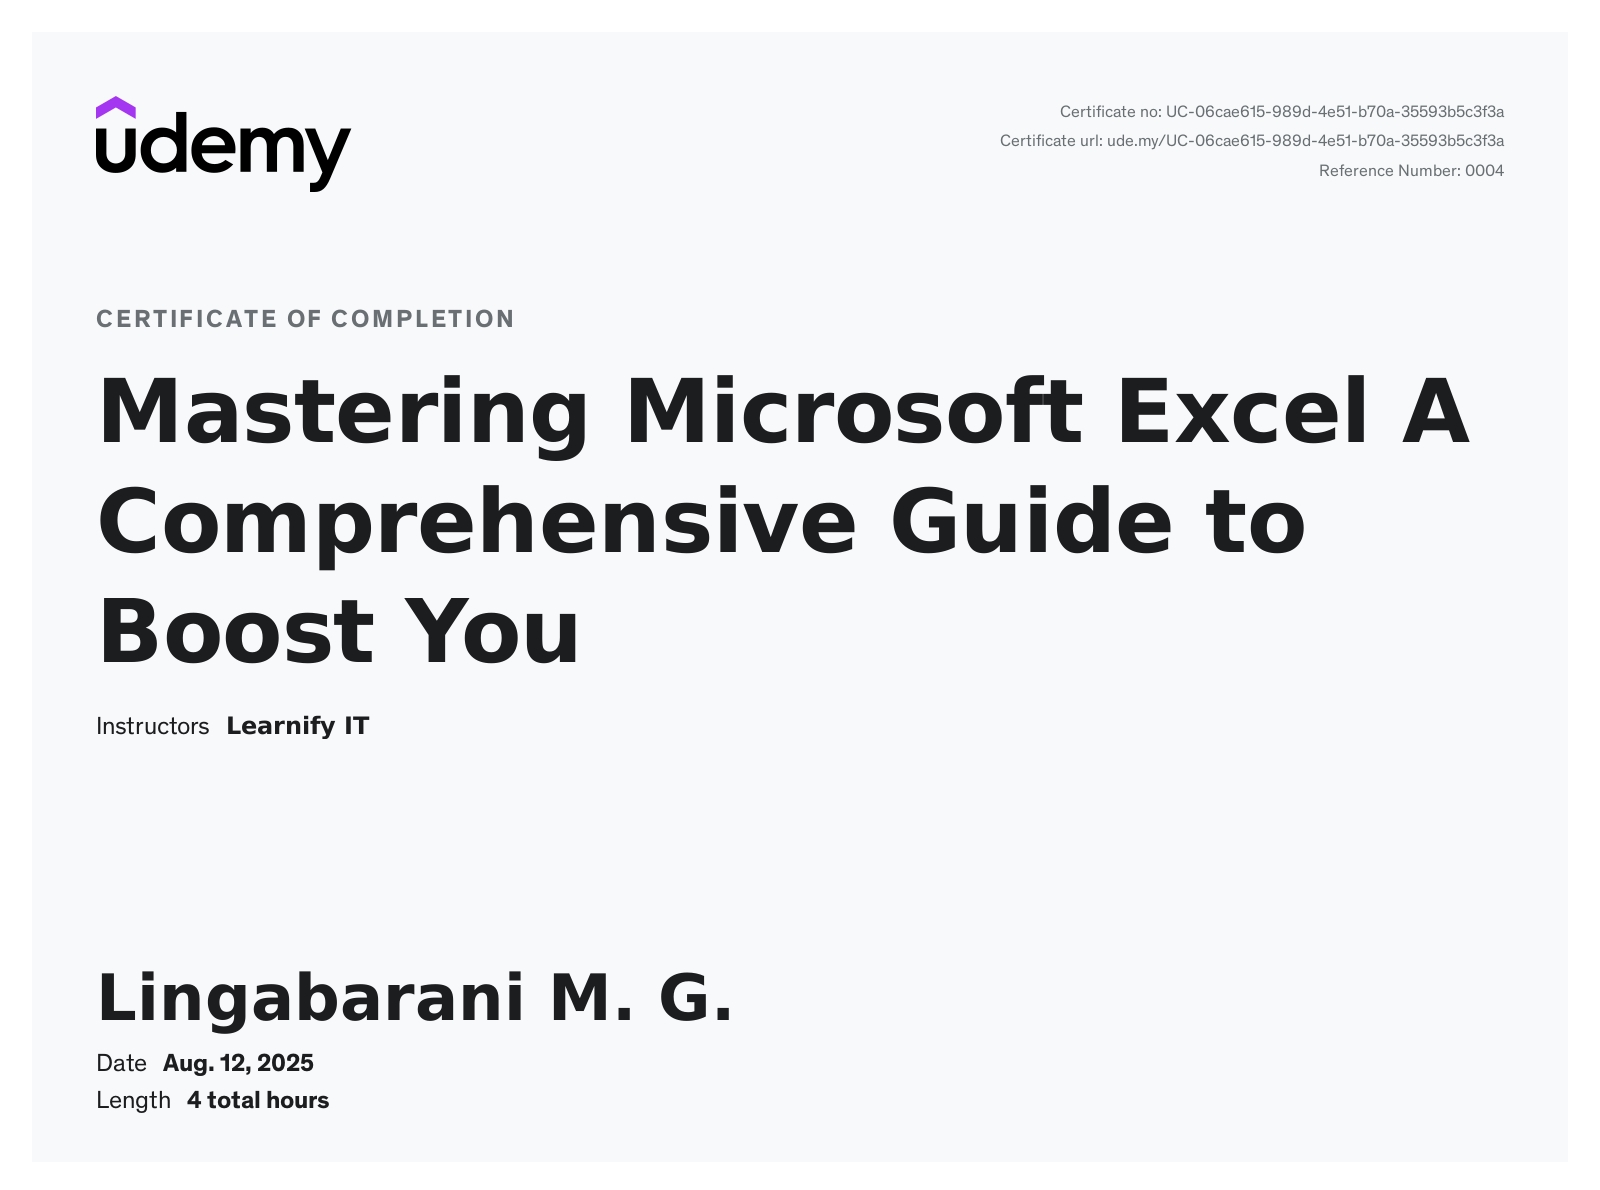 udemy
Certificate no: UC-06cae615-989d-4e51-b70a-35593b5c3f3a
Certificate url: ude.my/UC-06cae615-989d-4e51-b70a-35593b5c3f3a
Reference Number: 0004
CERTIFICATE OF COMPLETION
Mastering Microsoft Excel A
Comprehensive Guide to
Boost You
Instructors Learnify IT
Lingabarani M. G.
Date Aug. 12, 2025
Length 4 total hours